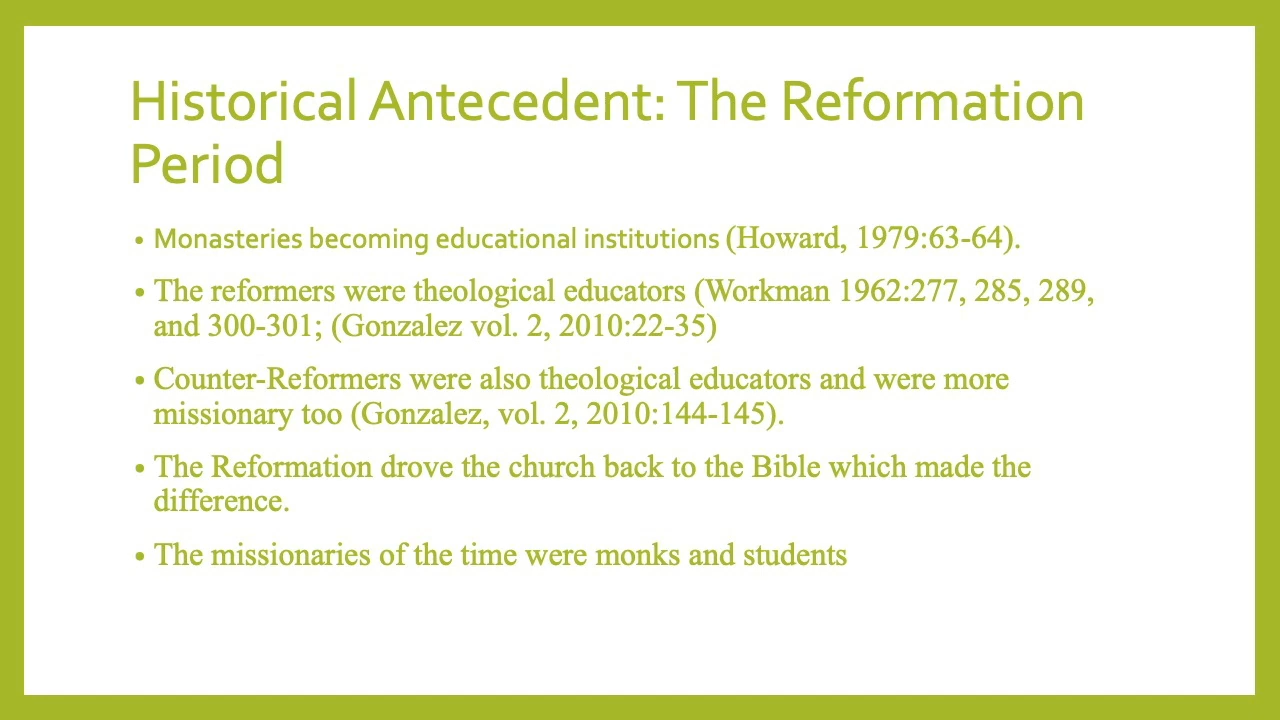 Historical Antecedent: The Reformation
Period
• Monasteries becoming educational institutions (Howard, 1979:63-64).
• The reformers were theological educators (Workman 1962:277, 285, 289,
and 300-301; (Gonzalez vol. 2, 2010:22-35)
• Counter-Reformers were also theological educators and were more
missionary too (Gonzalez, vol. 2, 2010:144-145).
• The Reformation drove the church back to the Bible which made the
difference.
• The missionaries of the time were monks and students